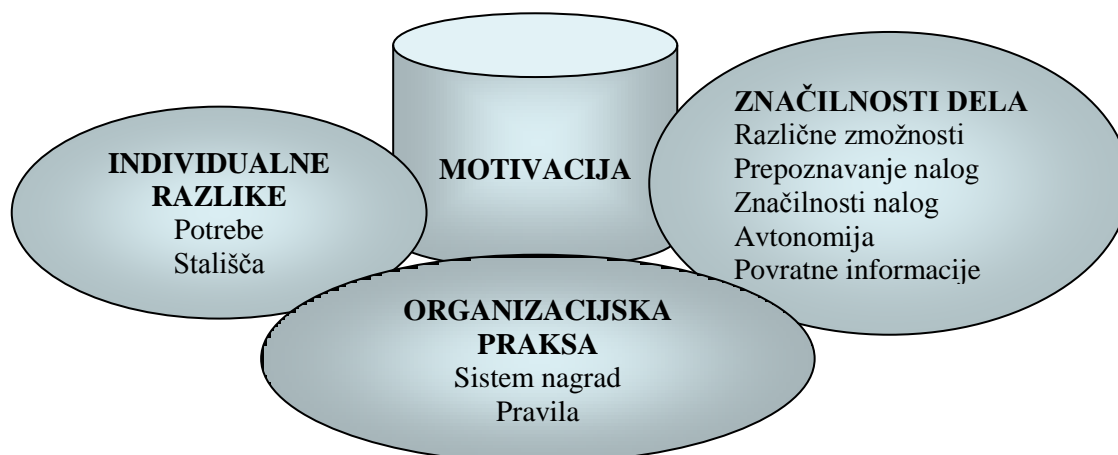 INDIVIDUALNE
RAZLIKE
Potrebe
Stališča
MOTIVACIJA
ZNAČILNOSTI DELA
Različne zmožnosti
Prepoznavanje nalog
Značilnosti nalog
Avtonomija
Povratne informacije
ORGANIZACIJSKA
PRAKSA
Sistem nagrad
Pravila